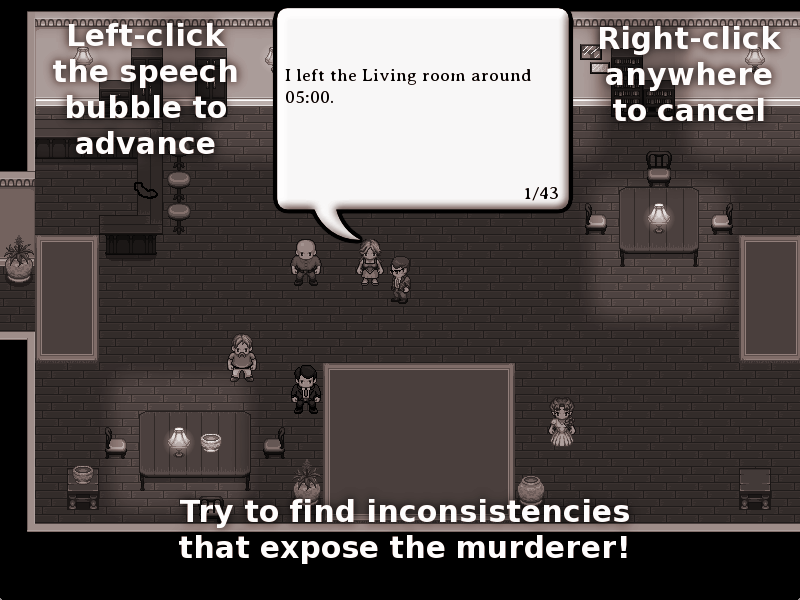 Left-click
the speech
bubble to
advance
I left the Living room around
05:00.
1/43
Right-click
anywhere
to cancel
Try to find inconsistencies
that expose the murderer!